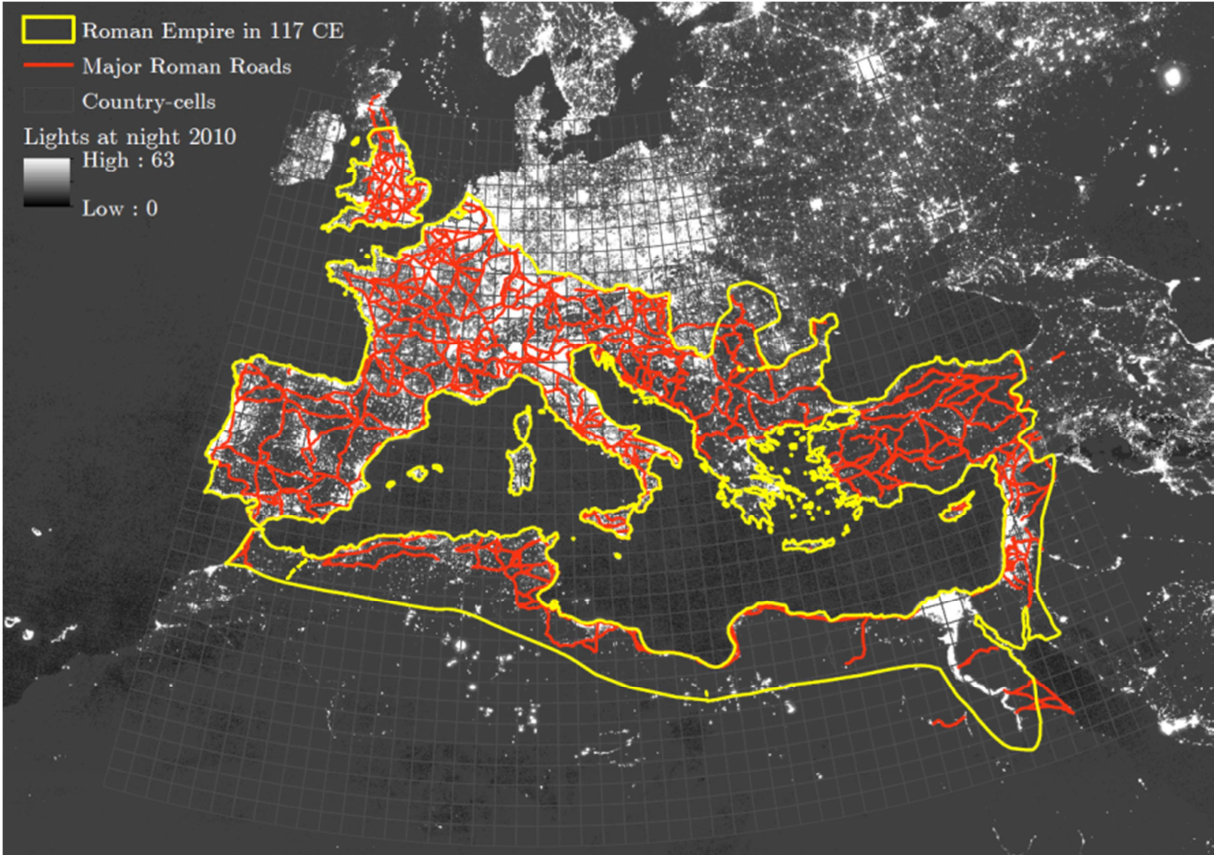 Roman Empire in 117 CE
Major Roman Roads
Country-cells
Lights at night 2010
High : 63
Low : 0